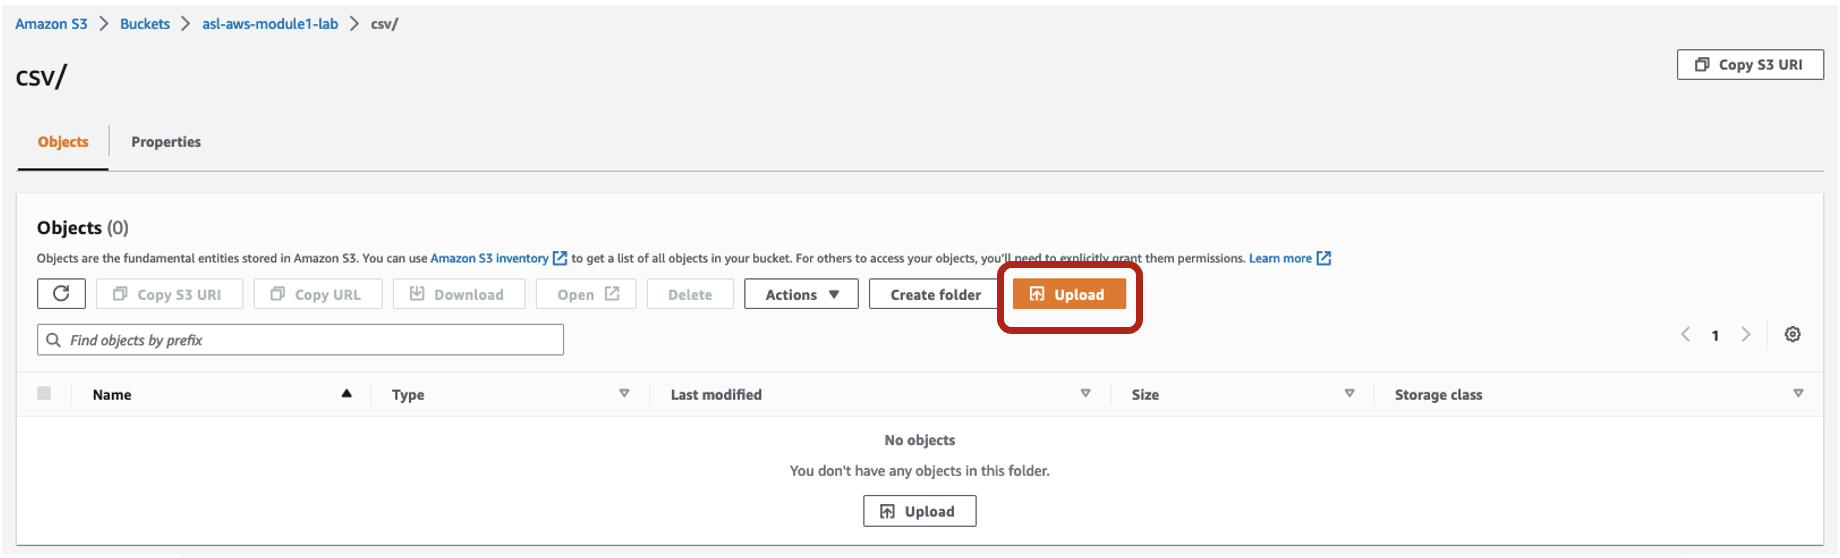 Amazon S3 > Buckets > asl-aws-module1-lab > csv/
csv/
Copy S3 URI
Objects
Properties
Objects (0)
Objects are the fundamental entities stored in Amazon S3. You can use Amazon S3 inventory to get a list of all objects in your bucket. For others to access your objects, you'll need to explicitly grant them permissions. Learn more
Copy S3 URI
Copy URL
Download
Open
Delete
Actions
Create folder
Upload
Find objects by prefix
1
Name
Type
Last modified
Size
Storage class
No objects
You don't have any objects in this folder.
Upload